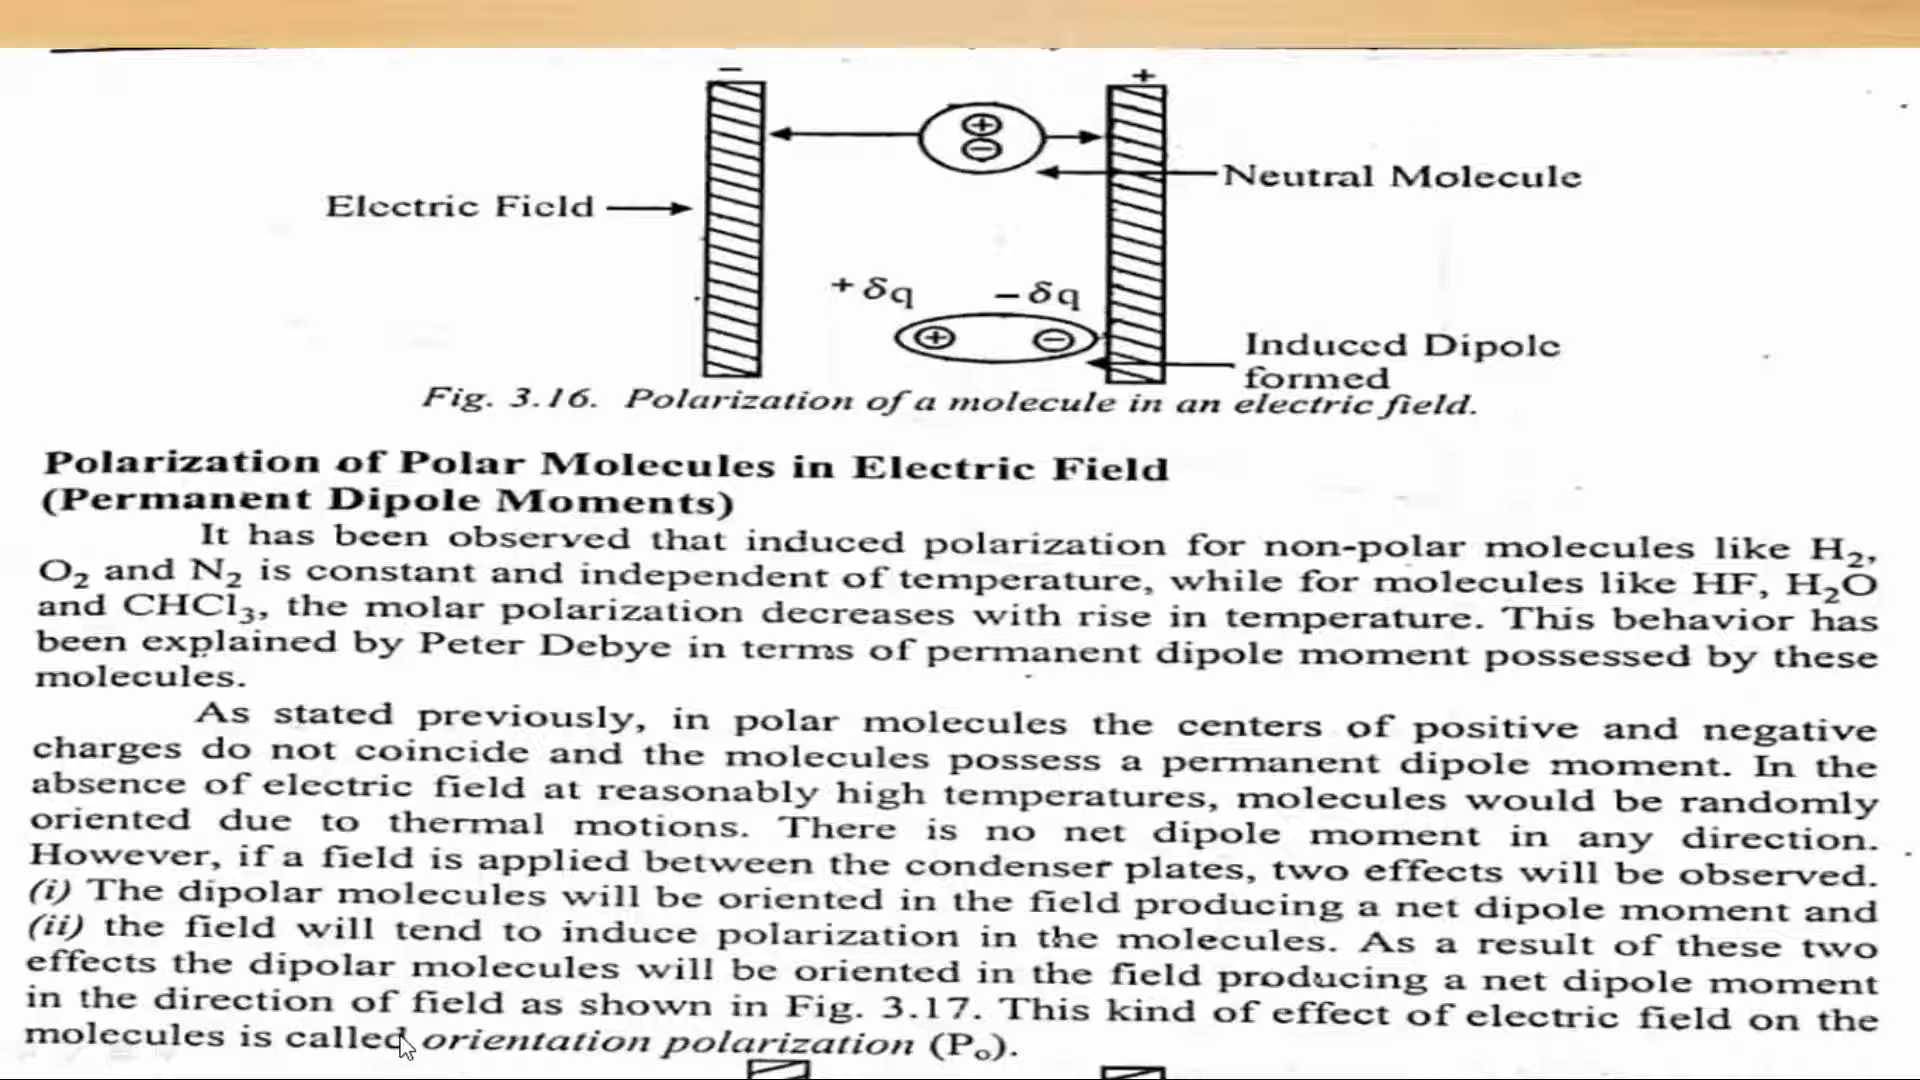 −
+
⊕
⊖
Neutral Molecule
Electric Field
+ δq
− δq
⊕
⊖
Induced Dipole
formed
Fig. 3.16. Polarization of a molecule in an electric field.
Polarization of Polar Molecules in Electric Field
(Permanent Dipole Moments)
It has been observed that induced polarization for non-polar molecules like H₂,
O₂ and N₂ is constant and independent of temperature, while for molecules like HF, H₂O
and CHCl₃, the molar polarization decreases with rise in temperature. This behavior has
been explained by Peter Debye in terms of permanent dipole moment possessed by these
molecules.
As stated previously, in polar molecules the centers of positive and negative
charges do not coincide and the molecules possess a permanent dipole moment. In the
absence of electric field at reasonably high temperatures, molecules would be randomly
oriented due to thermal motions. There is no net dipole moment in any direction.
However, if a field is applied between the condenser plates, two effects will be observed.
(i) The dipolar molecules will be oriented in the field producing a net dipole moment and
(ii) the field will tend to induce polarization in the molecules. As a result of these two
effects the dipolar molecules will be oriented in the field producing a net dipole moment
in the direction of field as shown in Fig. 3.17. This kind of effect of electric field on the
molecules is called orientation polarization (Pₒ).